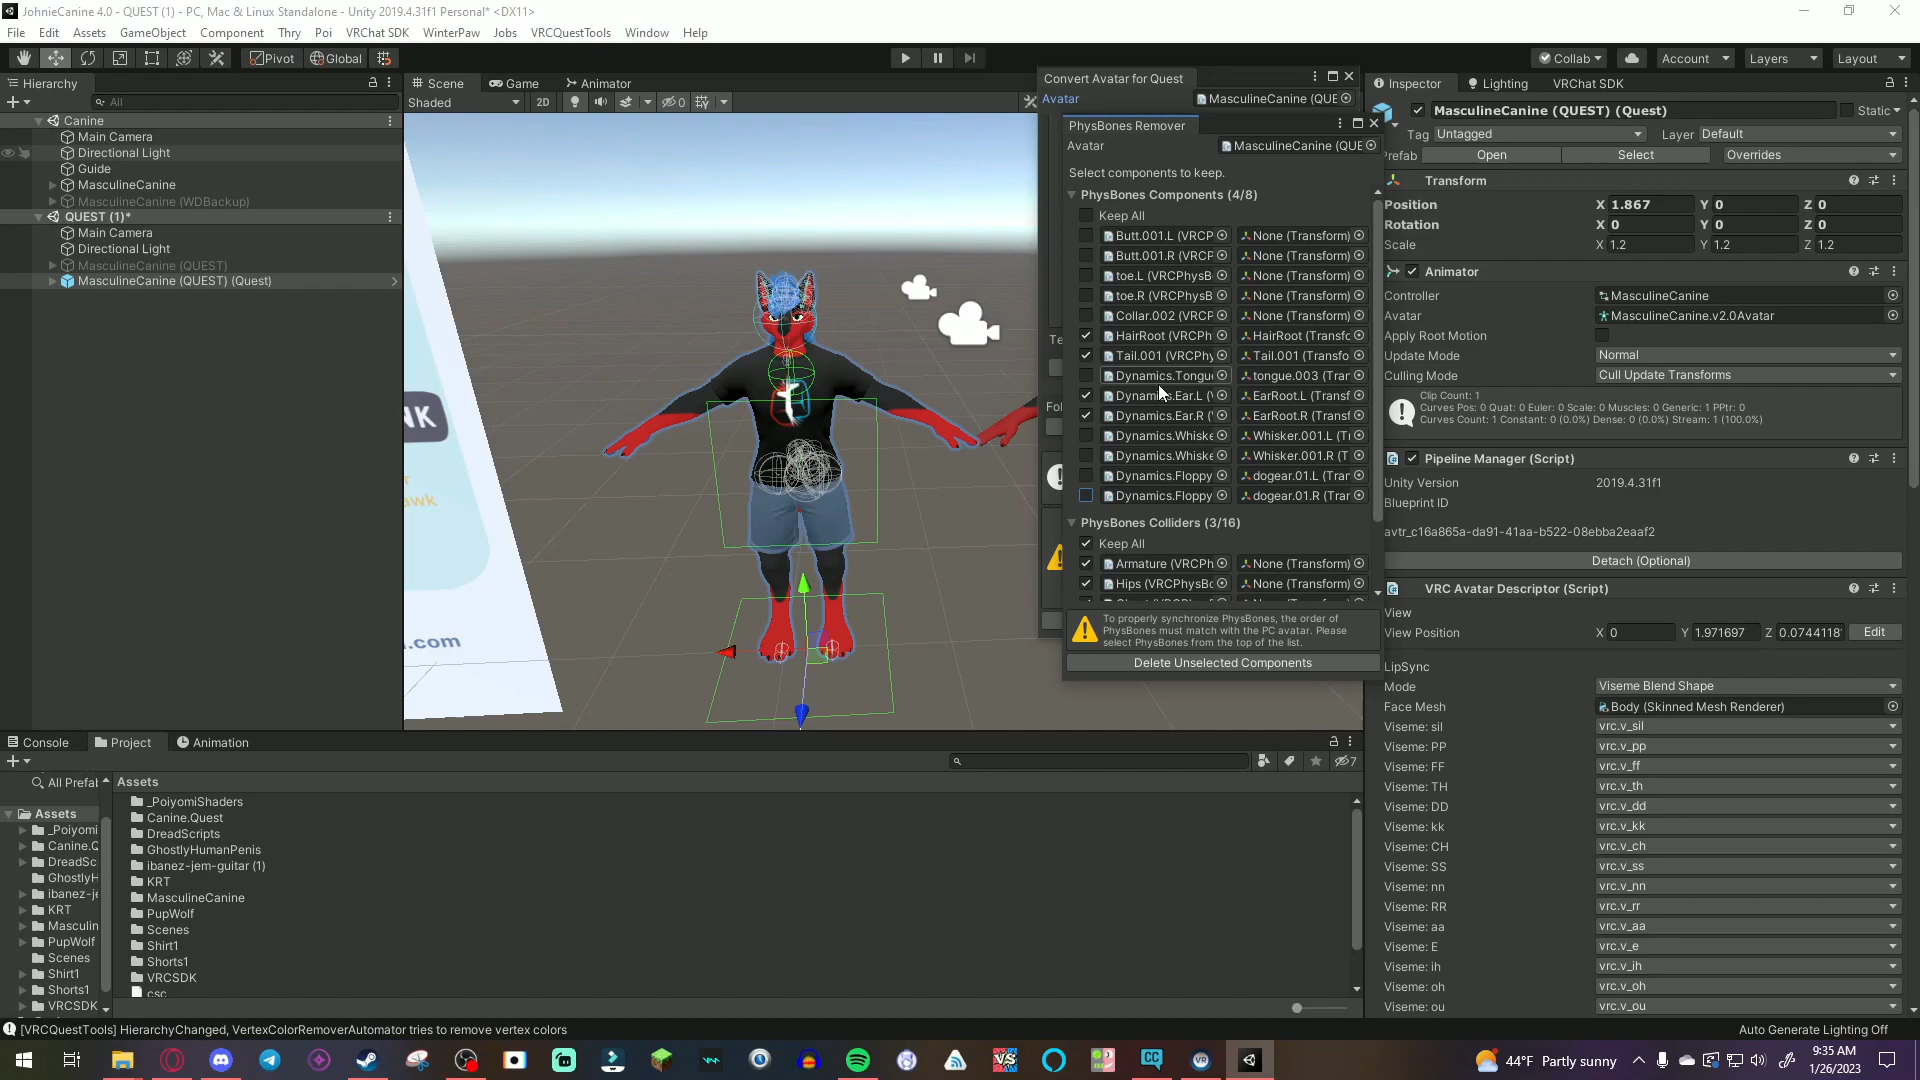 JohnieCanine 4.0 - QUEST (1) - PC, Mac & Linux Standalone - Unity 2019.4.31f1 Personal* <DX11>
File Edit Assets GameObject Component Thry Poi VRChat SDK WinterPaw Jobs VRCQuestTools Window Help
Pivot Global Collab Account Layers Layout
Hierarchy
All
Canine
Main Camera
Directional Light
Guide
MasculineCanine
MasculineCanine (WDBackup)
QUEST (1)*
Main Camera
Directional Light
MasculineCanine (QUEST)
MasculineCanine (QUEST) (Quest)
Scene Game Animator
Shaded 2D 0
NK
.com
Convert Avatar for Quest
Avatar MasculineCanine (QUE
PhysBones Remover
Avatar MasculineCanine (QUE
Select components to keep.
PhysBones Components (4/8)
Keep All
Butt.001.L (VRCP None (Transform)
Butt.001.R (VRCP None (Transform)
toe.L (VRCPhysB None (Transform)
toe.R (VRCPhysB None (Transform)
Collar.002 (VRCP None (Transform)
HairRoot (VRCPh HairRoot (Transfo
Tail.001 (VRCPhy Tail.001 (Transfo
Dynamics.Tongue tongue.003 (Tran
Dynamics.Ear.L (V EarRoot.L (Transf
Dynamics.Ear.R (V EarRoot.R (Transf
Dynamics.Whiske Whisker.001.L (Ti
Dynamics.Whiske Whisker.001.R (T
Dynamics.Floppy dogear.01.L (Tran
Dynamics.Floppy dogear.01.R (Tran
PhysBones Colliders (3/16)
Keep All
Armature (VRCPh None (Transform)
Hips (VRCPhysBo None (Transform)
To properly synchronize PhysBones, the order of
PhysBones must match with the PC avatar. Please
select PhysBones from the top of the list.
Delete Unselected Components
Inspector Lighting VRChat SDK
MasculineCanine (QUEST) (Quest) Static
Tag Untagged Layer Default
Prefab Open Select Overrides
Transform
Position X 1.867 Y 0 Z 0
Rotation X 0 Y 0 Z 0
Scale X 1.2 Y 1.2 Z 1.2
Animator
Controller MasculineCanine
Avatar MasculineCanine.v2.0Avatar
Apply Root Motion
Update Mode Normal
Culling Mode Cull Update Transforms
Clip Count: 1
Curves Pos: 0 Quat: 0 Euler: 0 Scale: 0 Muscles: 0 Generic: 1 PPtr: 0
Curves Count: 1 Constant: 0 (0.0%) Dense: 0 (0.0%) Stream: 1 (100.0%)
Pipeline Manager (Script)
Unity Version 2019.4.31f1
Blueprint ID
avtr_c16a865a-da91-41aa-b522-08ebba2eaaf2
Detach (Optional)
VRC Avatar Descriptor (Script)
View
View Position X 0 Y 1.971697 Z 0.0744118 Edit
LipSync
Mode Viseme Blend Shape
Face Mesh Body (Skinned Mesh Renderer)
Viseme: sil vrc.v_sil
Viseme: PP vrc.v_pp
Viseme: FF vrc.v_ff
Viseme: TH vrc.v_th
Viseme: DD vrc.v_dd
Viseme: kk vrc.v_kk
Viseme: CH vrc.v_ch
Viseme: SS vrc.v_ss
Viseme: nn vrc.v_nn
Viseme: RR vrc.v_rr
Viseme: aa vrc.v_aa
Viseme: E vrc.v_e
Viseme: ih vrc.v_ih
Viseme: oh vrc.v_oh
Viseme: ou vrc.v_ou
Console Project Animation
7
All Prefab
Assets
_Poiyomi
Canine.Q
DreadSc
GhostlyH
ibanez-je
KRT
Masculin
PupWolf
Scenes
Shirt1
Shorts1
VRCSDK
Assets
_PoiyomiShaders
Canine.Quest
DreadScripts
GhostlyHumanPenis
ibanez-jem-guitar (1)
KRT
MasculineCanine
PupWolf
Scenes
Shirt1
Shorts1
VRCSDK
csc
[VRCQuestTools] HierarchyChanged, VertexColorRemoverAutomator tries to remove vertex colors
Auto Generate Lighting Off
44°F Partly sunny
9:35 AM
1/26/2023